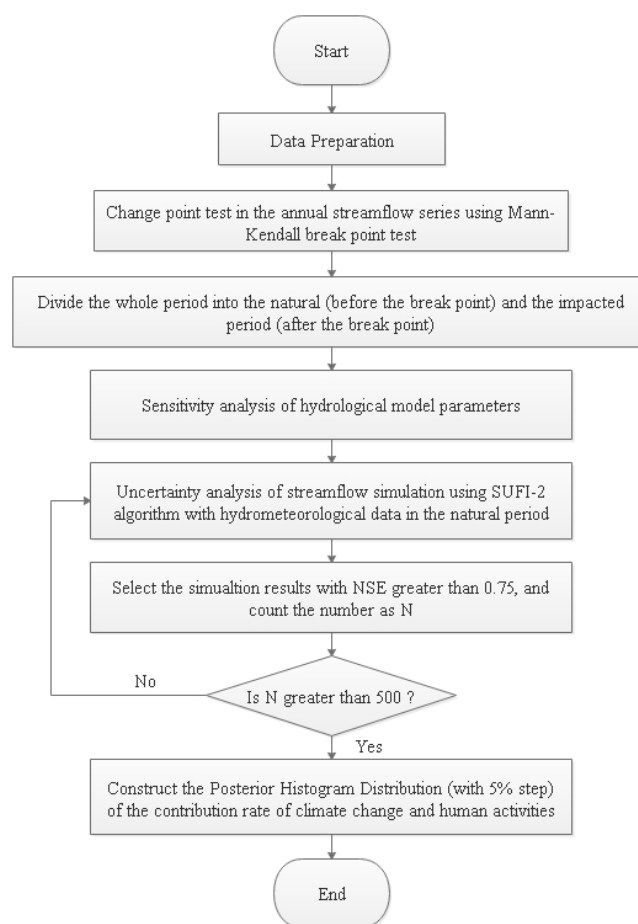 Start
Data Preparation
Change point test in the annual streamflow series using Mann-
Kendall break point test
Divide the whole period into the natural (before the break point) and the impacted
period (after the break point)
Sensitivity analysis of hydrological model parameters
Uncertainty analysis of streamflow simulation using SUFI-2
algorithm with hydrometeorological data in the natural period
Select the simualtion results with NSE greater than 0.75, and
count the number as N
No
Is N greater than 500 ?
Yes
Construct the Posterior Histogram Distribution (with 5% step)
of the contribution rate of climate change and human activities
End